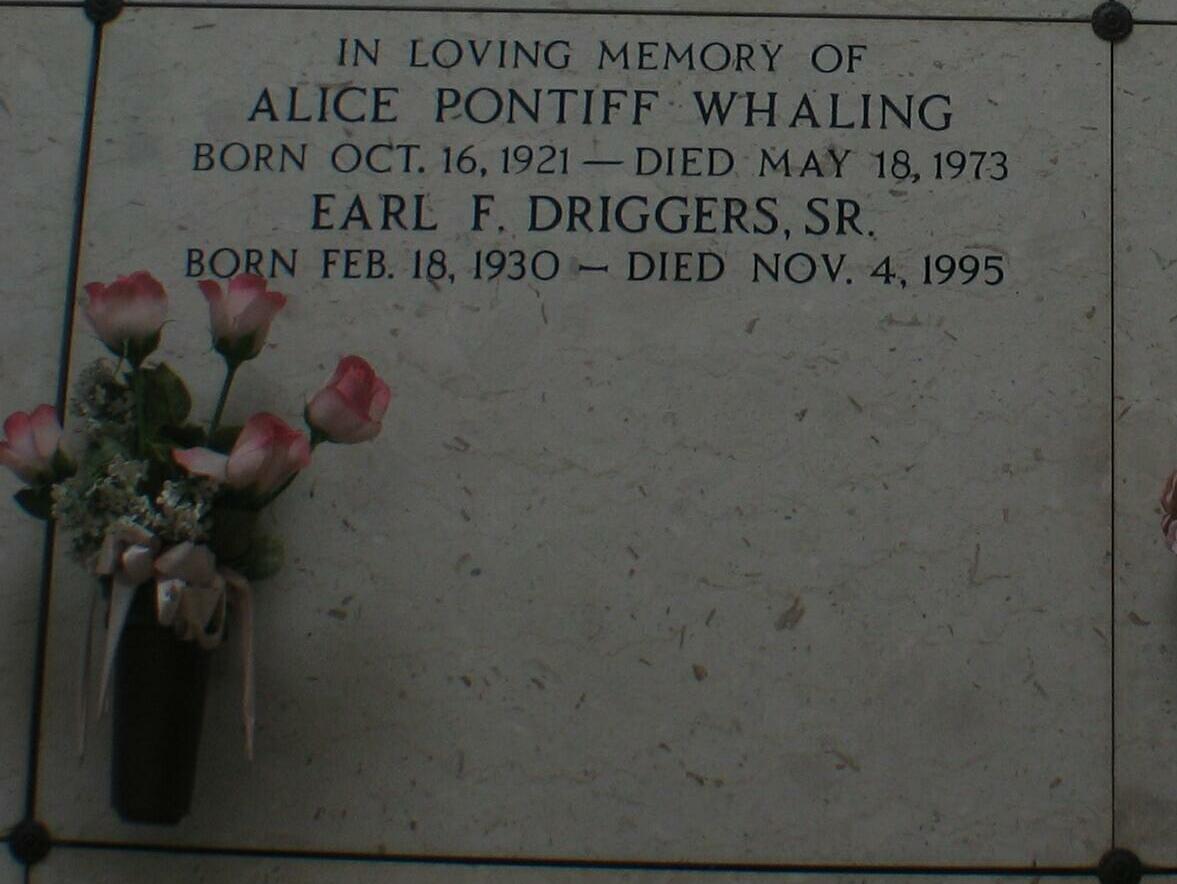 IN LOVING MEMORY OF
ALICE PONTIFF WHALING
BORN OCT. 16, 1921 — DIED MAY 18, 1973
EARL F. DRIGGERS, SR.
BORN FEB. 18, 1930 — DIED NOV. 4, 1995